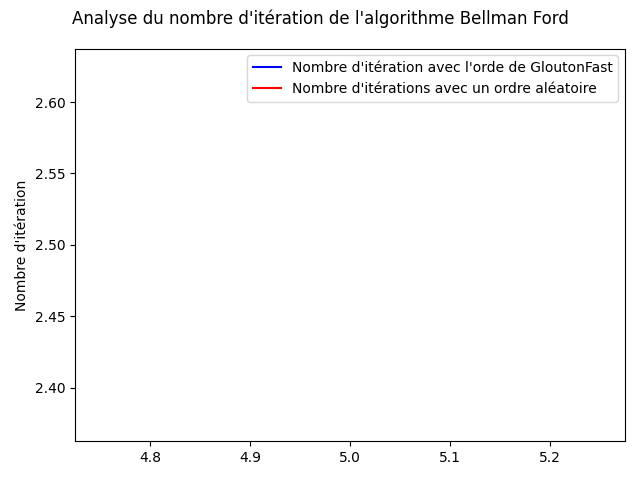 Analyse du nombre d'itération de l'algorithme Bellman Ford
Nombre d'itération avec l'orde de GloutonFast
Nombre d'itérations avec un ordre aléatoire
Nombre d'itération
2.60
2.55
2.50
2.45
2.40
4.8 4.9 5.0 5.1 5.2